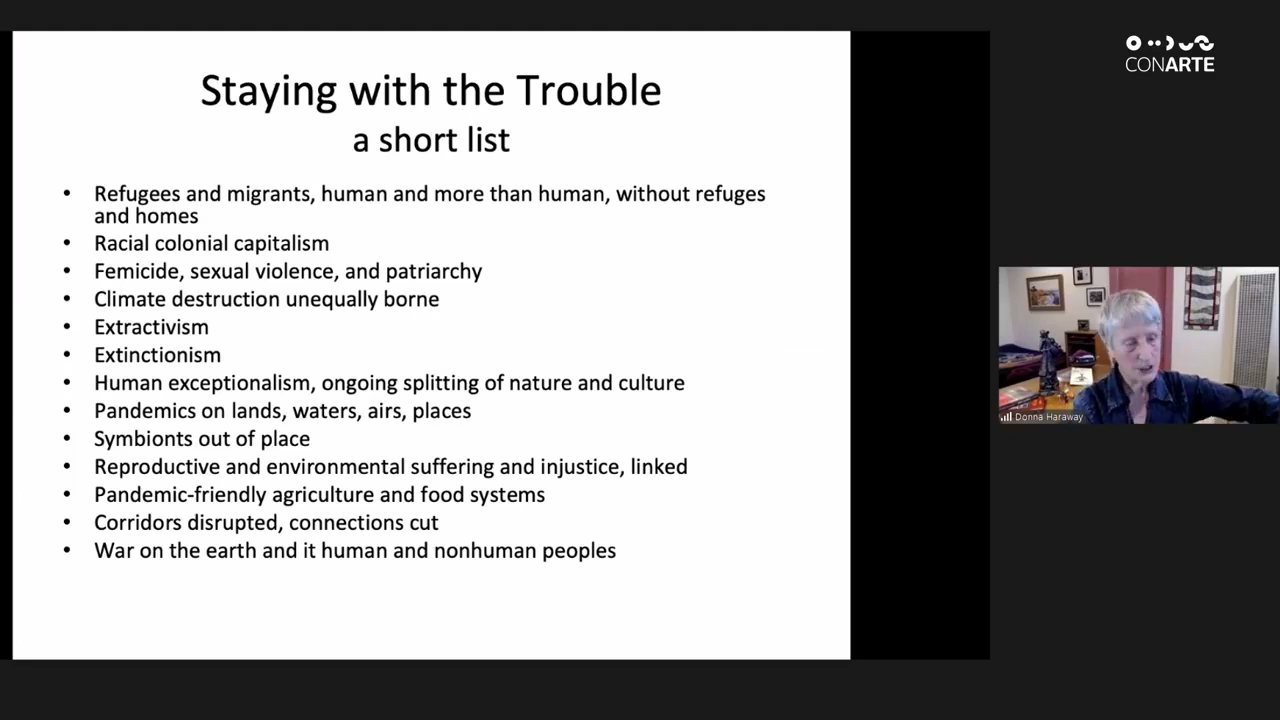 CONARTE
Staying with the Trouble
a short list
• Refugees and migrants, human and more than human, without refuges
and homes
• Racial colonial capitalism
• Femicide, sexual violence, and patriarchy
• Climate destruction unequally borne
• Extractivism
• Extinctionism
• Human exceptionalism, ongoing splitting of nature and culture
• Pandemics on lands, waters, airs, places
• Symbionts out of place
• Reproductive and environmental suffering and injustice, linked
• Pandemic-friendly agriculture and food systems
• Corridors disrupted, connections cut
• War on the earth and it human and nonhuman peoples
Donna Haraway